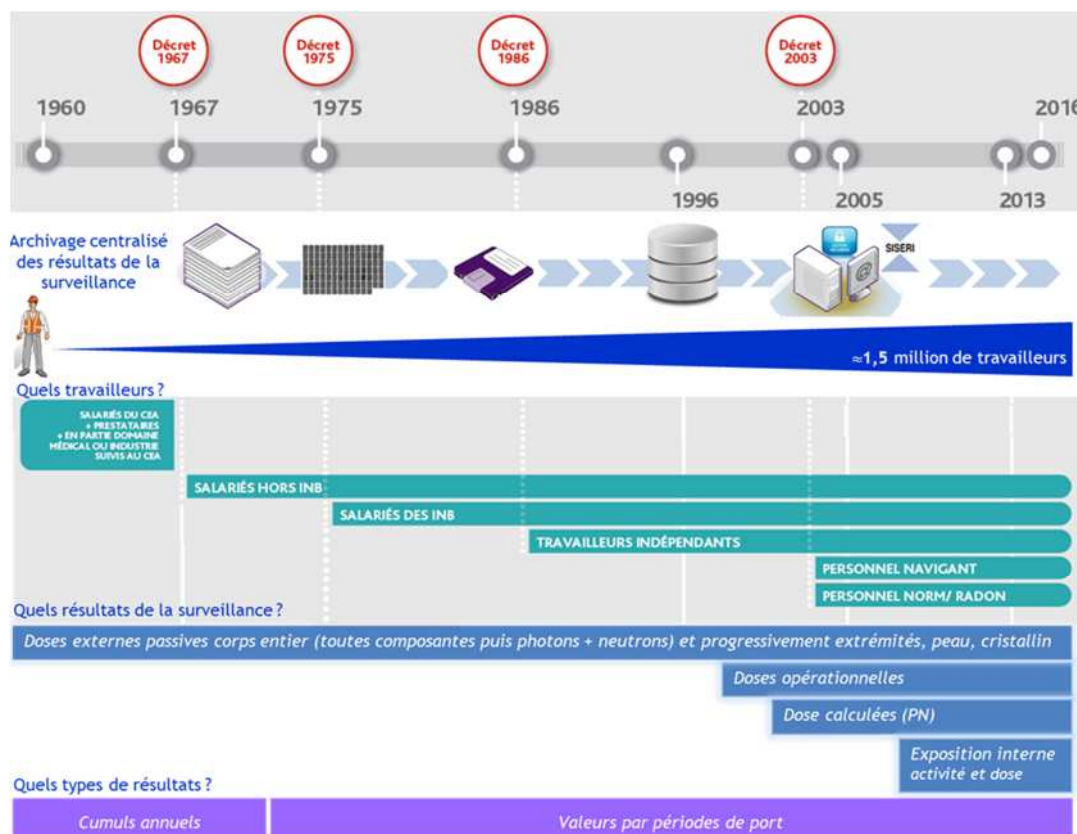 Décret
1967
Décret
1975
Décret
1986
Décret
2003
1960
1967
1975
1986
2003
2016
1996
2005
2013
Archivage centralisé
des résultats de la
surveillance
SISERI
≈1,5 million de travailleurs
Quels travailleurs ?
SALARIÉS DU CEA
+ PRESTATAIRES
+ EN PARTIE DOMAINE
MÉDICAL OU INDUSTRIE
SUIVIS AU CEA
SALARIÉS HORS INB
SALARIÉS DES INB
TRAVAILLEURS INDÉPENDANTS
PERSONNEL NAVIGANT
PERSONNEL NORM/ RADON
Quels résultats de la surveillance ?
Doses externes passives corps entier (toutes composantes puis photons + neutrons) et progressivement extrémités, peau, cristallin
Doses opérationnelles
Dose calculées (PN)
Exposition interne
activité et dose
Quels types de résultats ?
Cumuls annuels
Valeurs par périodes de port